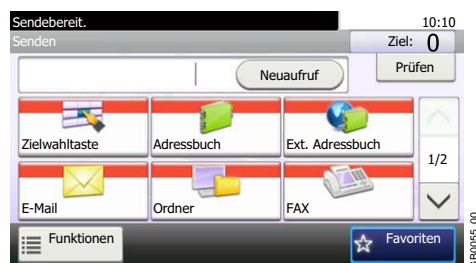 Sendebereit. 10:10
Senden Ziel: 0
Neuaufruf Prüfen
Zielwahltaste Adressbuch Ext. Adressbuch
1/2
E-Mail Ordner FAX
Funktionen Favoriten